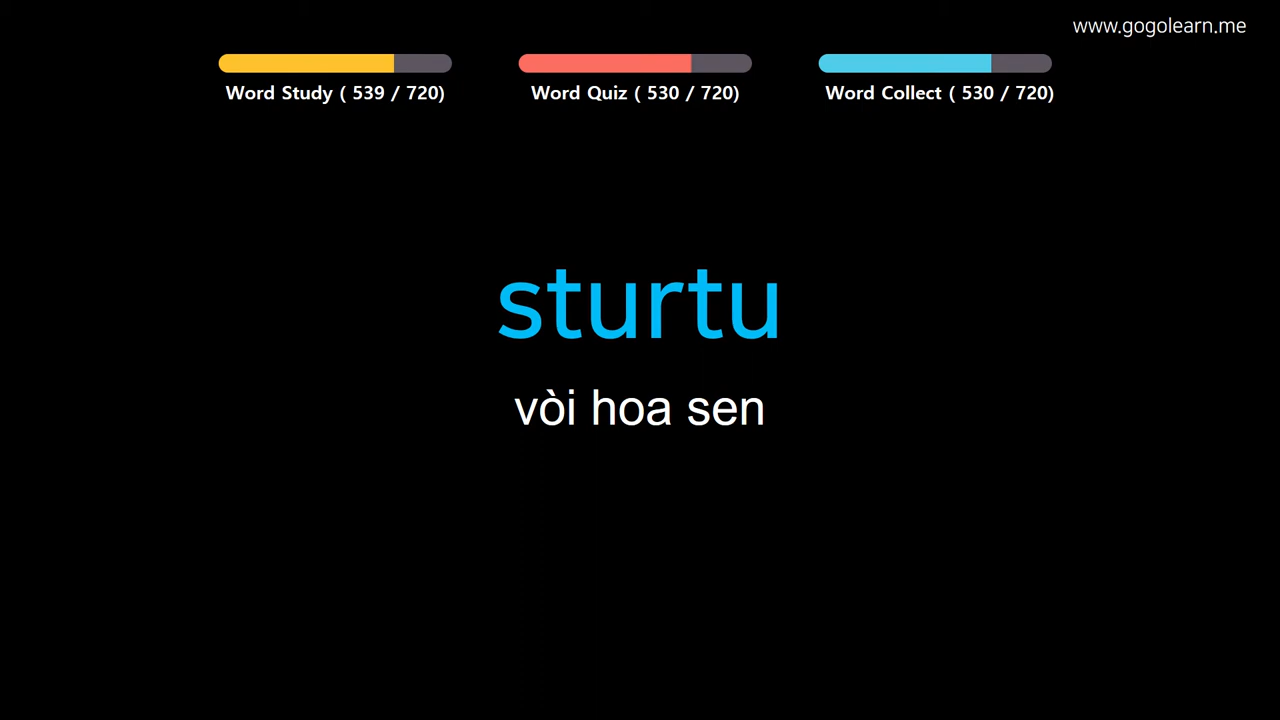 www.gogolearn.me
Word Study ( 539 / 720)
Word Quiz ( 530 / 720)
Word Collect ( 530 / 720)
sturtu
vòi hoa sen